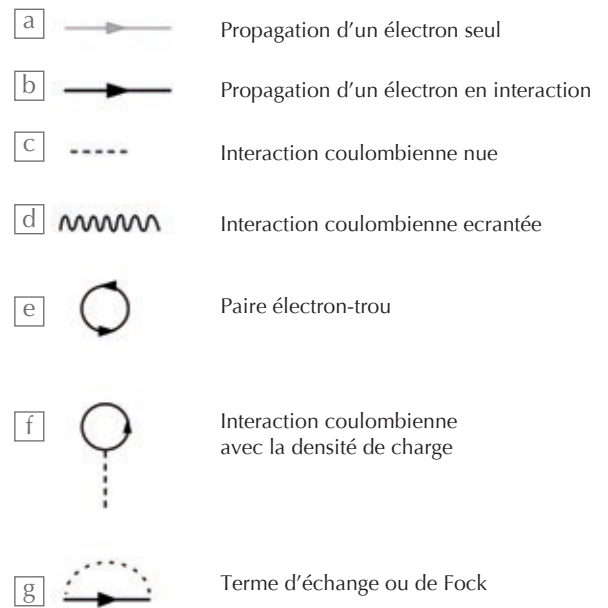 a Propagation d'un électron seul
b Propagation d'un électron en interaction
c Interaction coulombienne nue
d Interaction coulombienne ecrantée
e Paire électron-trou
f Interaction coulombienne
avec la densité de charge
g Terme d'échange ou de Fock